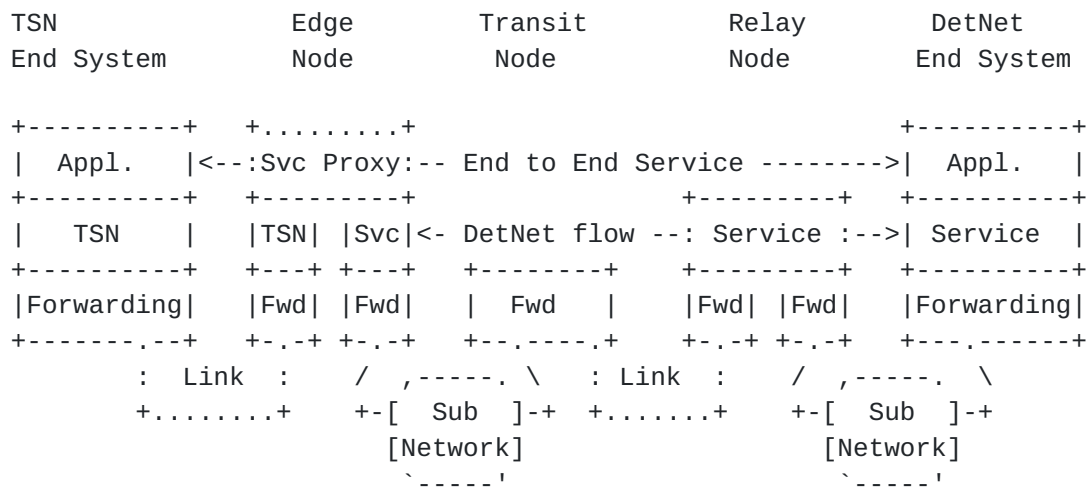 TSN                Edge          Transit           Relay            DetNet
End System         Node           Node             Node           End System

+----------+   +.........+                                      +----------+
|  Appl.   |<--:Svc Proxy:-- End to End Service -------->|  Appl.   |
+----------+   +---------+                  +---------+   +----------+
|   TSN    |   |TSN| |Svc|<- DetNet flow --: Service :-->| Service  |
+----------+   +---+ +---+   +--------+    +---------+   +----------+
|Forwarding|   |Fwd| |Fwd|   |  Fwd   |    |Fwd| |Fwd|   |Forwarding|
+-------.--+   +-.-+ +-.-+   +--.----.+    +-.-+ +-.-+   +---.------+
        :  Link  :    /  ,-----. \   : Link  :    /  ,-----.  \
        +........+    +-[  Sub  ]-+  +.......+    +-[  Sub  ]-+
                        [Network]                   [Network]
                         `-----'                     `-----'